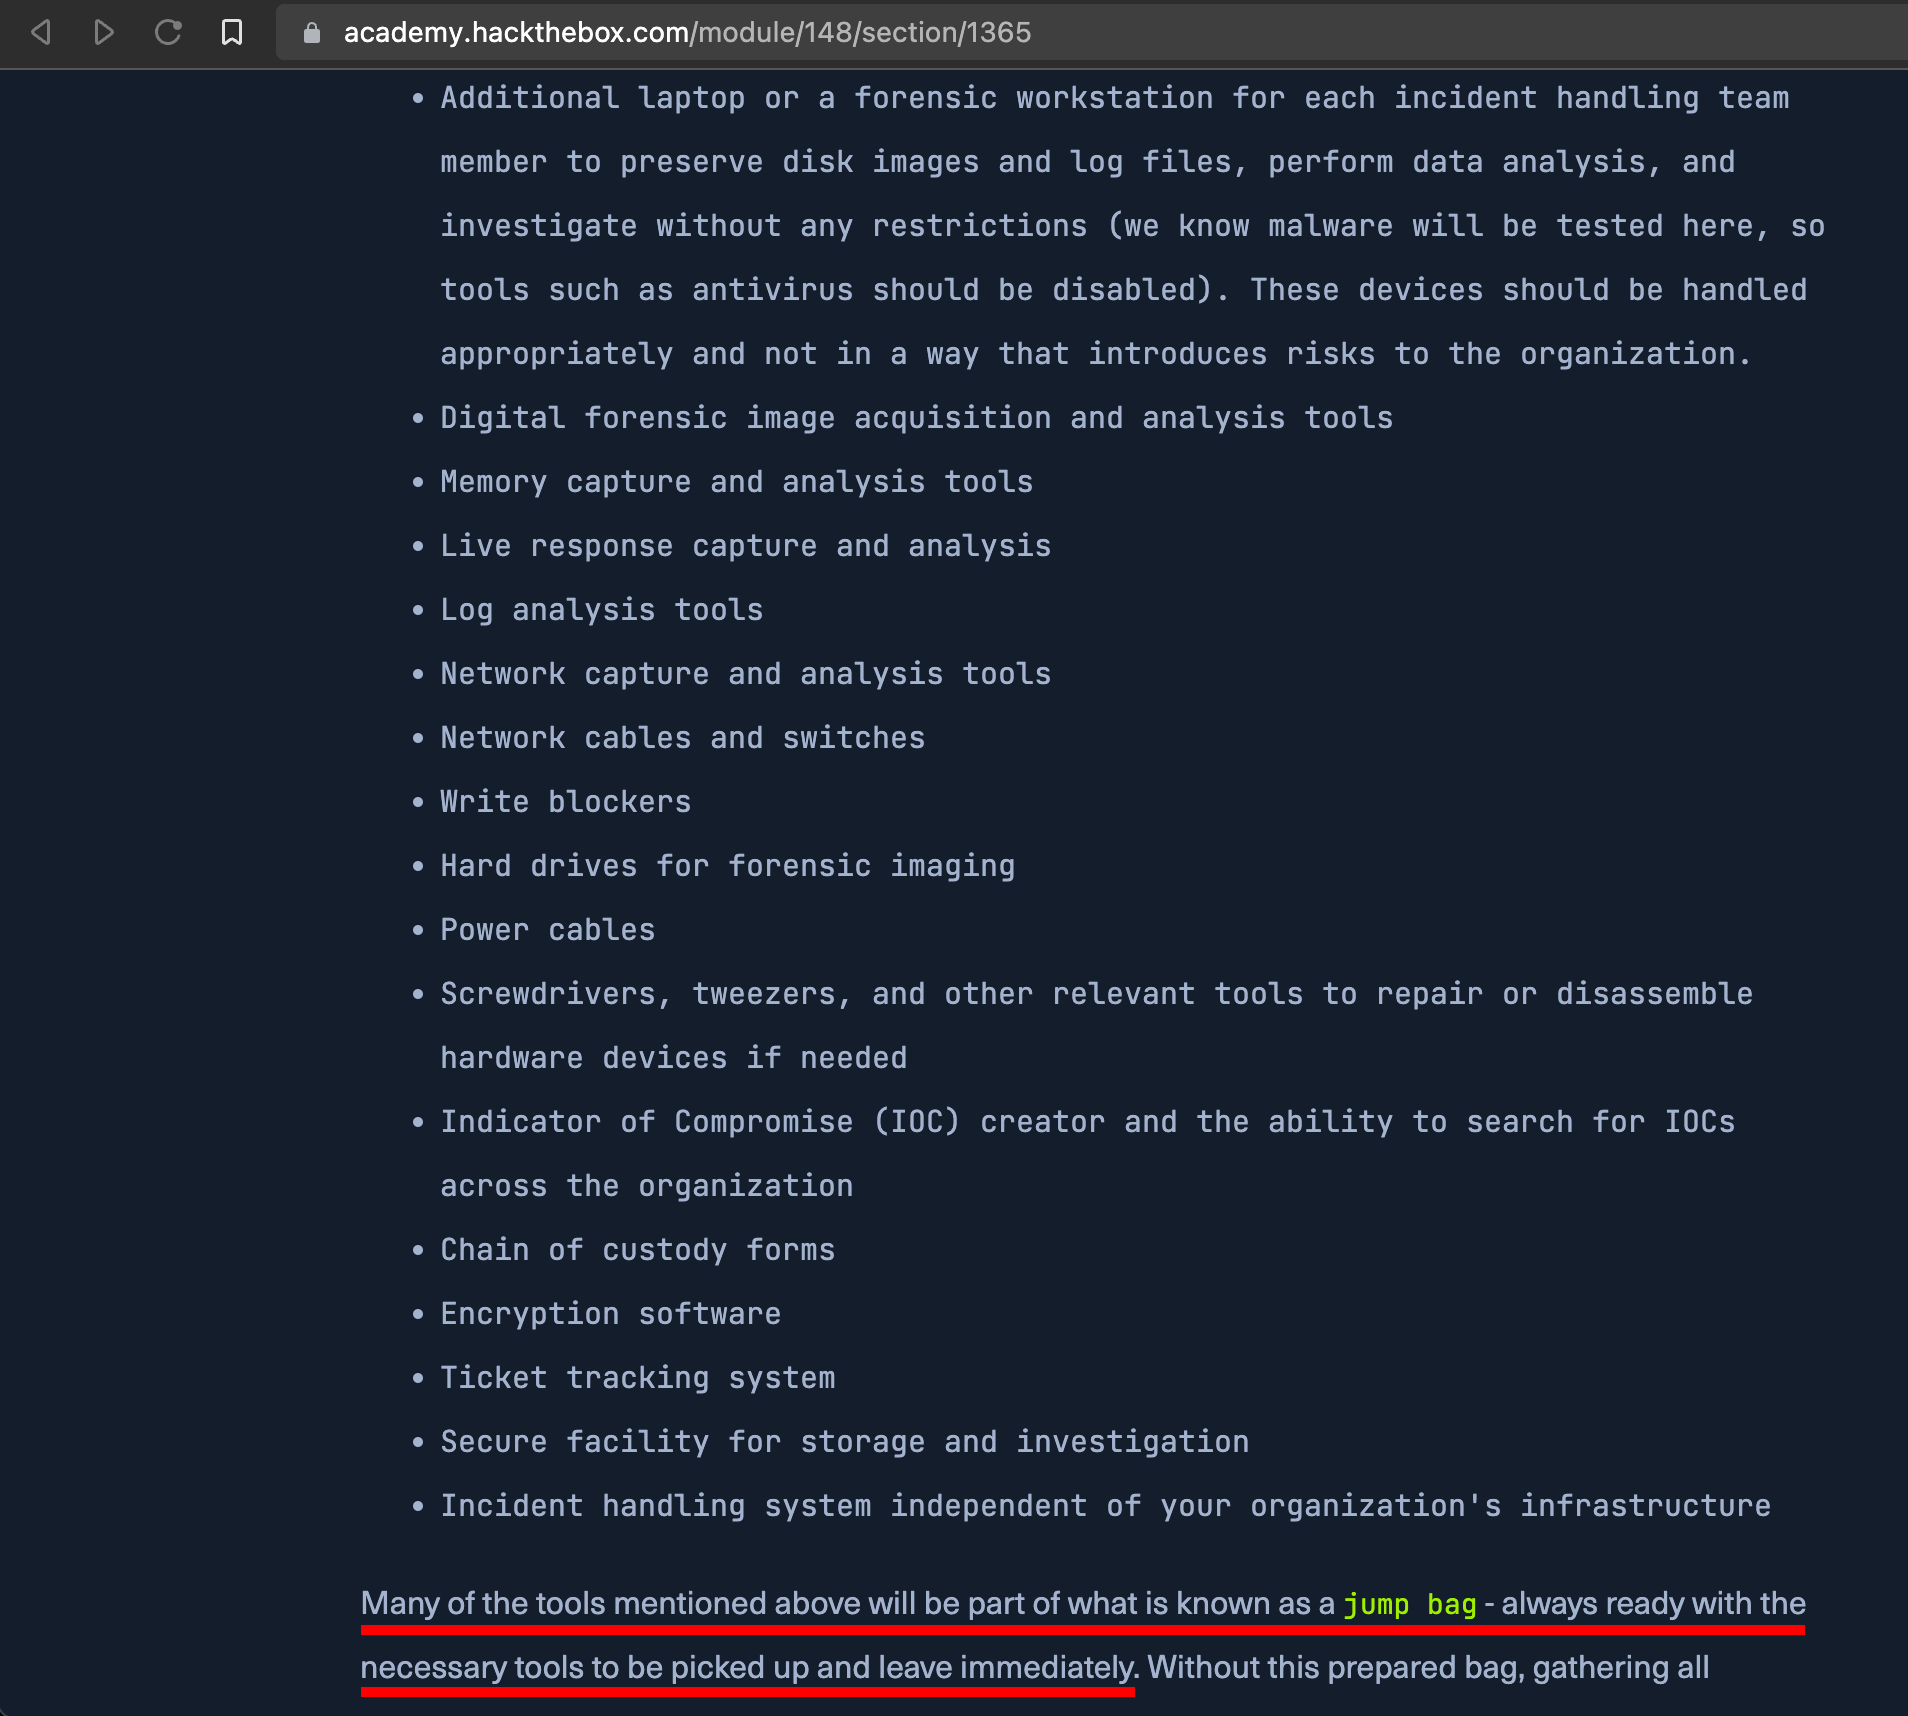 academy.hackthebox.com/module/148/section/1365
• Additional laptop or a forensic workstation for each incident handling team
member to preserve disk images and log files, perform data analysis, and
investigate without any restrictions (we know malware will be tested here, so
tools such as antivirus should be disabled). These devices should be handled
appropriately and not in a way that introduces risks to the organization.
• Digital forensic image acquisition and analysis tools
• Memory capture and analysis tools
• Live response capture and analysis
• Log analysis tools
• Network capture and analysis tools
• Network cables and switches
• Write blockers
• Hard drives for forensic imaging
• Power cables
• Screwdrivers, tweezers, and other relevant tools to repair or disassemble
hardware devices if needed
• Indicator of Compromise (IOC) creator and the ability to search for IOCs
across the organization
• Chain of custody forms
• Encryption software
• Ticket tracking system
• Secure facility for storage and investigation
• Incident handling system independent of your organization's infrastructure
Many of the tools mentioned above will be part of what is known as a jump bag - always ready with the
necessary tools to be picked up and leave immediately. Without this prepared bag, gathering all